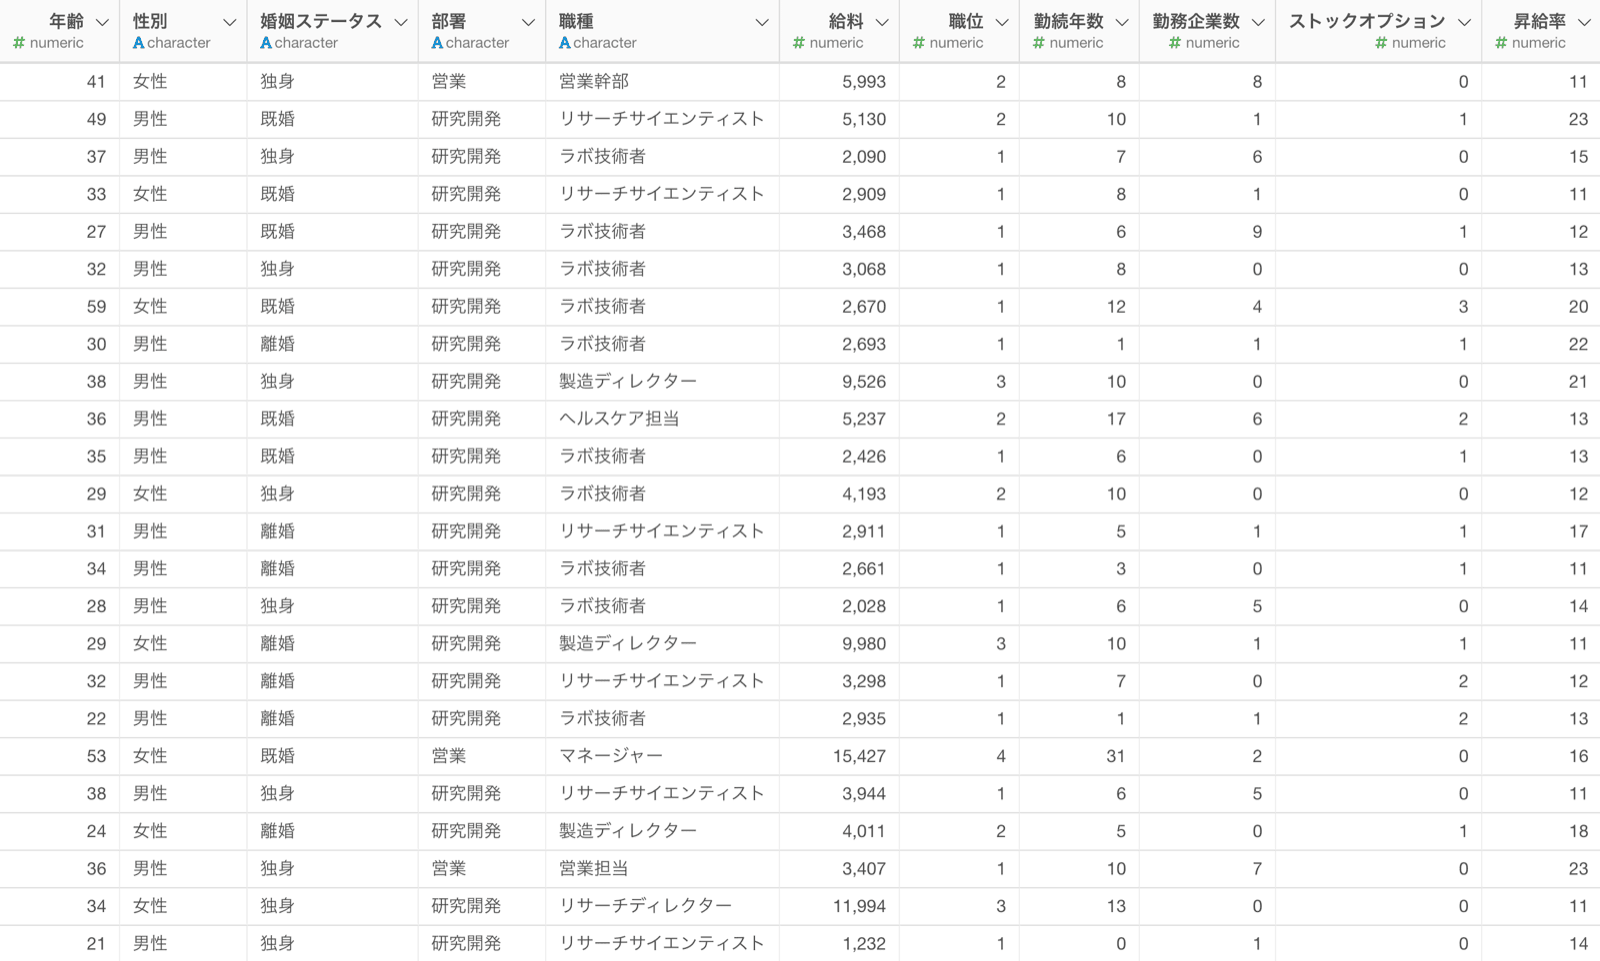 年齢 性別 婚姻ステータス 部署 職種 給料 職位 勤続年数 勤務企業数 ストックオプション 昇給率
# numeric A character A character A character A character # numeric # numeric # numeric # numeric # numeric # numeric
41 女性 独身 営業 営業幹部 5,993 2 8 8 0 11
49 男性 既婚 研究開発 リサーチサイエンティスト 5,130 2 10 1 1 23
37 男性 独身 研究開発 ラボ技術者 2,090 1 7 6 0 15
33 女性 既婚 研究開発 リサーチサイエンティスト 2,909 1 8 1 0 11
27 男性 既婚 研究開発 ラボ技術者 3,468 1 6 9 1 12
32 男性 独身 研究開発 ラボ技術者 3,068 1 8 0 0 13
59 女性 既婚 研究開発 ラボ技術者 2,670 1 12 4 3 20
30 男性 離婚 研究開発 ラボ技術者 2,693 1 1 1 1 22
38 男性 独身 研究開発 製造ディレクター 9,526 3 10 0 0 21
36 男性 既婚 研究開発 ヘルスケア担当 5,237 2 17 6 2 13
35 男性 既婚 研究開発 ラボ技術者 2,426 1 6 0 1 13
29 女性 独身 研究開発 ラボ技術者 4,193 2 10 0 0 12
31 男性 離婚 研究開発 リサーチサイエンティスト 2,911 1 5 1 1 17
34 男性 離婚 研究開発 ラボ技術者 2,661 1 3 0 1 11
28 男性 独身 研究開発 ラボ技術者 2,028 1 6 5 0 14
29 女性 離婚 研究開発 製造ディレクター 9,980 3 10 1 1 11
32 男性 離婚 研究開発 リサーチサイエンティスト 3,298 1 7 0 2 12
22 男性 離婚 研究開発 ラボ技術者 2,935 1 1 1 2 13
53 女性 既婚 営業 マネージャー 15,427 4 31 2 0 16
38 男性 独身 研究開発 リサーチサイエンティスト 3,944 1 6 5 0 11
24 女性 離婚 研究開発 製造ディレクター 4,011 2 5 0 1 18
36 男性 独身 営業 営業担当 3,407 1 10 7 0 23
34 女性 独身 研究開発 リサーチディレクター 11,994 3 13 0 0 11
21 男性 独身 研究開発 リサーチサイエンティスト 1,232 1 0 1 0 14